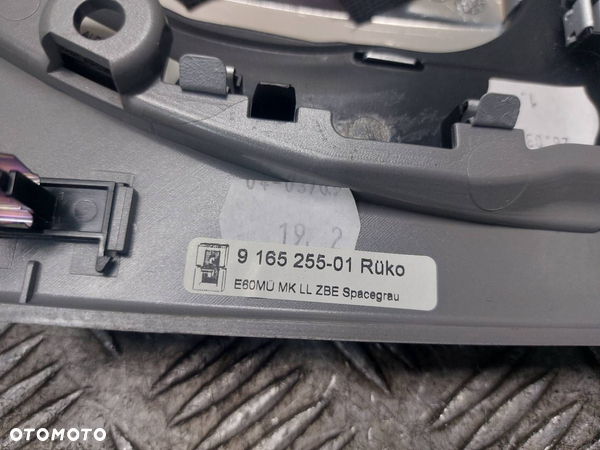 19. 2
9 165 255-01 Rüko
E60MÜ MK LL ZBE Spacegrau
OTOMOTO